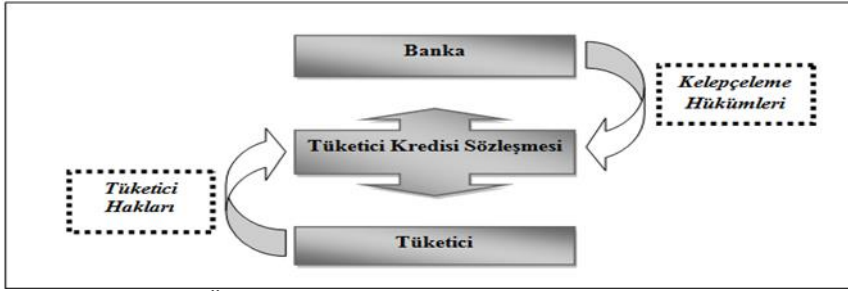 Banka
Kelepçeleme
Hükümleri
Tüketici Kredisi Sözleşmesi
Tüketici
Hakları
Tüketici